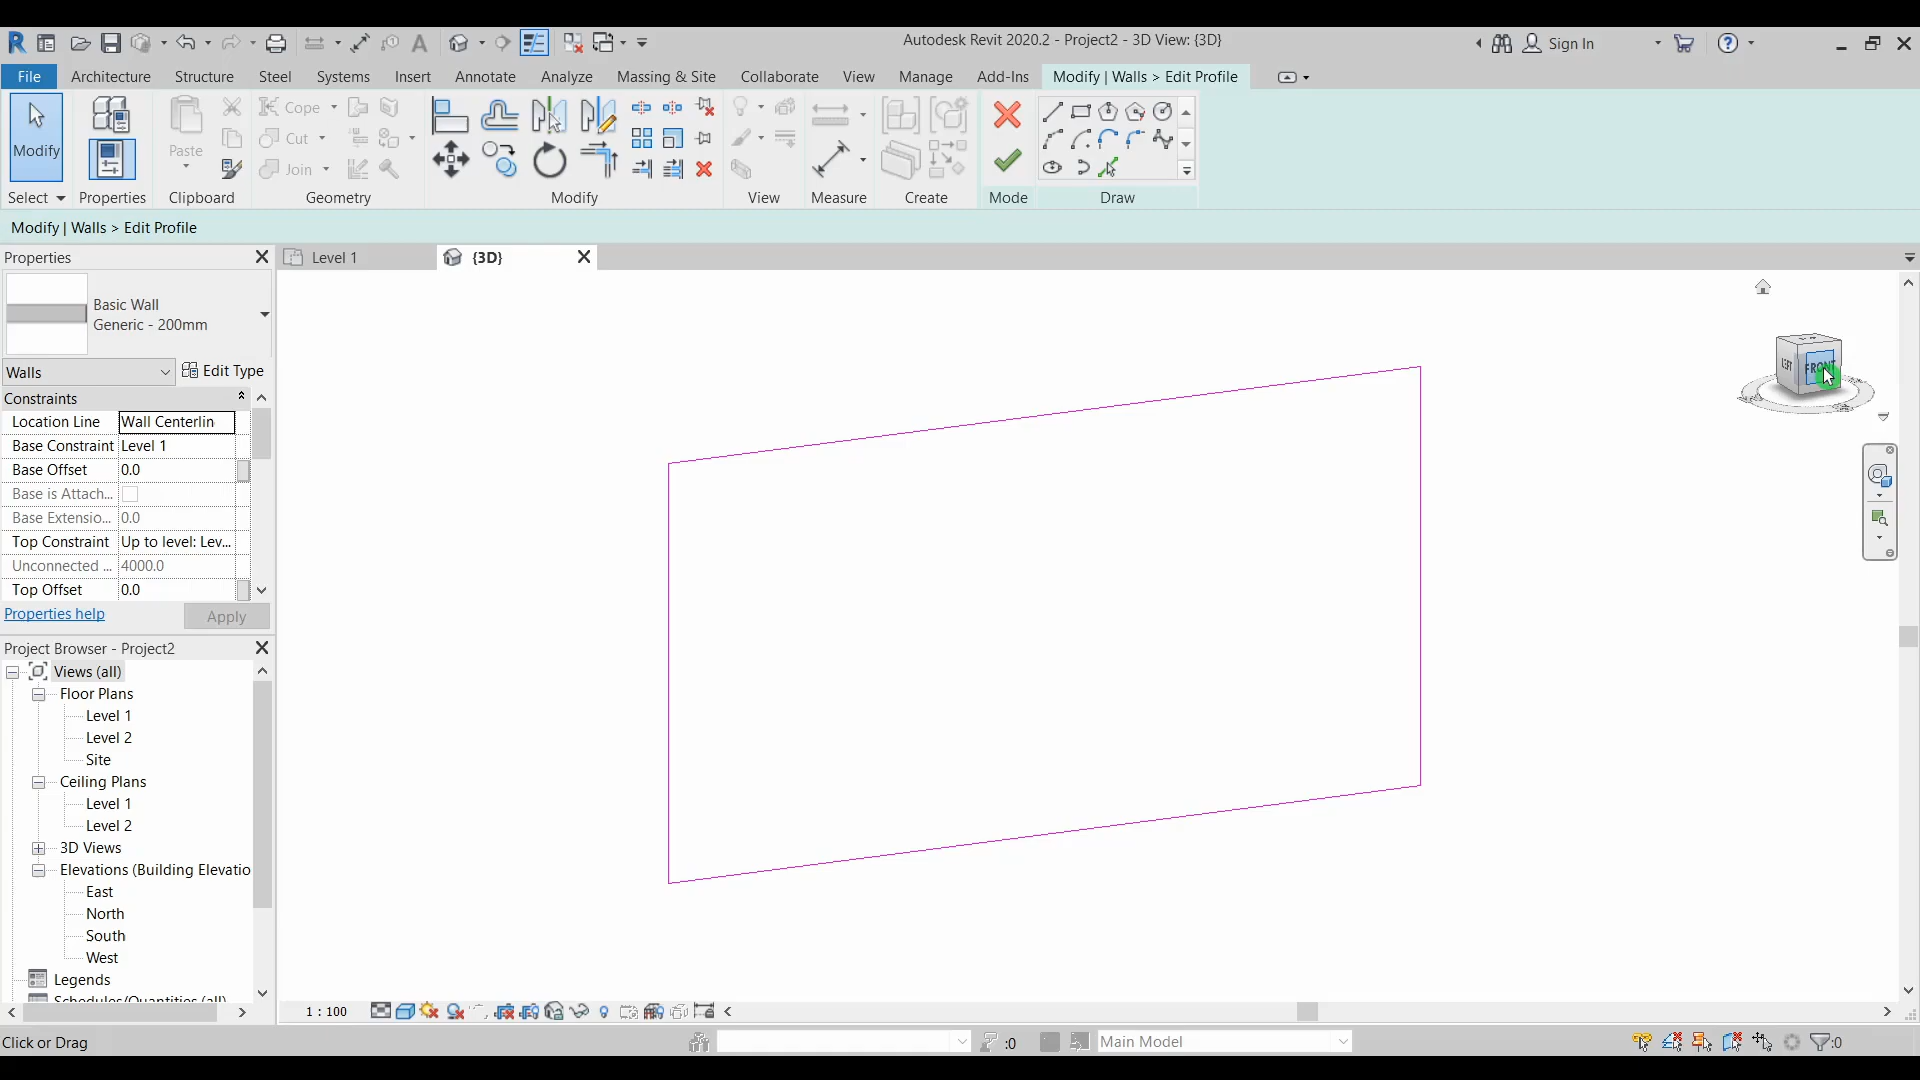 Autodesk Revit 2020.2 - Project2 - 3D View: {3D}
Sign In
File Architecture Structure Steel Systems Insert Annotate Analyze Massing & Site Collaborate View Manage Add-Ins Modify | Walls > Edit Profile
Modify
Paste
Cope
Cut
Join
Select Properties Clipboard Geometry Modify View Measure Create Mode Draw
Modify | Walls > Edit Profile
Properties
Level 1
{3D}
Basic Wall
Generic - 200mm
Walls
Edit Type
Constraints
Location Line Wall Centerlin
Base Constraint Level 1
Base Offset 0.0
Base is Attach...
Base Extensio... 0.0
Top Constraint Up to level: Lev...
Unconnected ... 4000.0
Top Offset 0.0
Properties help
Apply
LEFT
FRONT
Project Browser - Project2
Views (all)
Floor Plans
Level 1
Level 2
Site
Ceiling Plans
Level 1
Level 2
3D Views
Elevations (Building Elevatio
East
North
South
West
Legends
Schedules/Quantities (all)
1 : 100
Click or Drag
:0
Main Model
:0